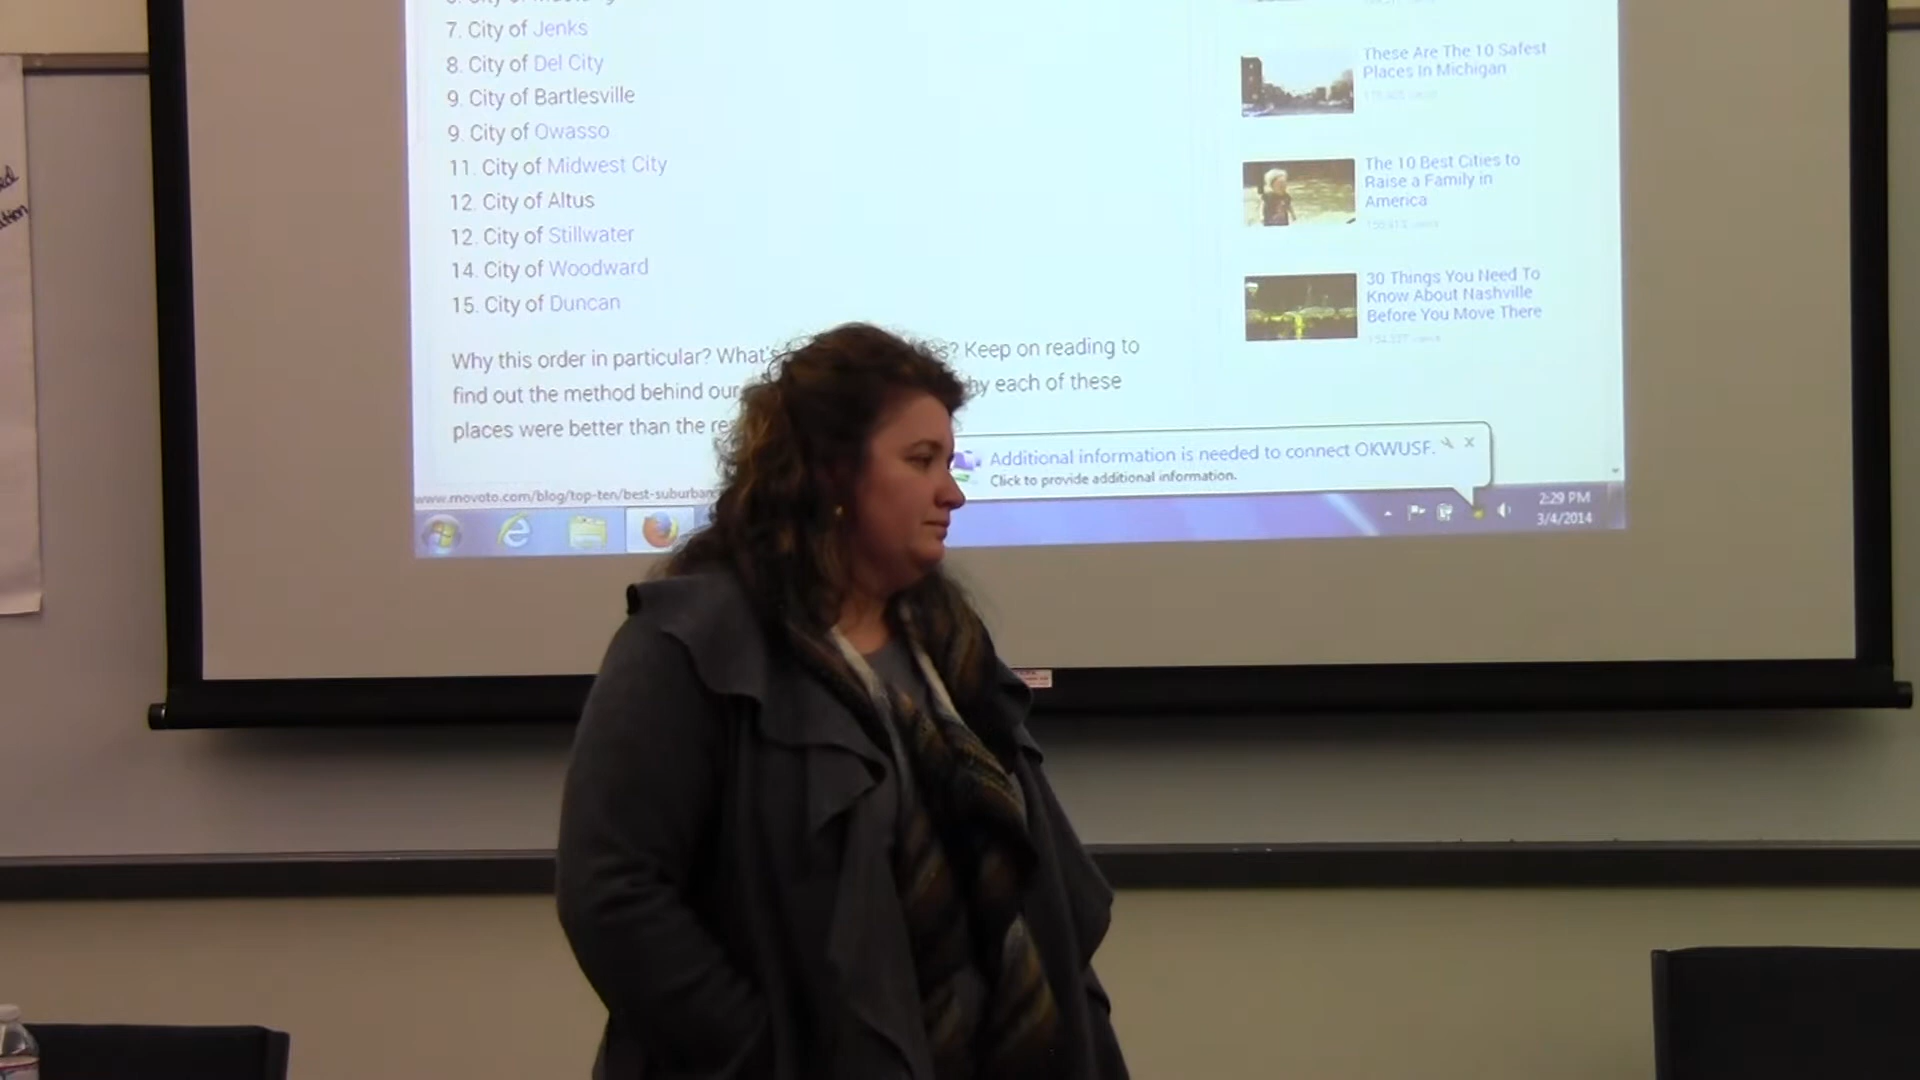 6. City of Mustang
7. City of Jenks
8. City of Del City
9. City of Bartlesville
9. City of Owasso
11. City of Midwest City
12. City of Altus
12. City of Stillwater
14. City of Woodward
15. City of Duncan
Why this order in particular? What's s? Keep on reading to
find out the method behind our hy each of these
places were better than the re
www.movoto.com/blog/top-ten/best-suburban
These Are The 10 Safest
Places In Michigan
The 10 Best Cities to
Raise a Family in
America
30 Things You Need To
Know About Nashville
Before You Move There
Additional information is needed to connect OKWUSF.
Click to provide additional information.
2:29 PM
3/4/2014